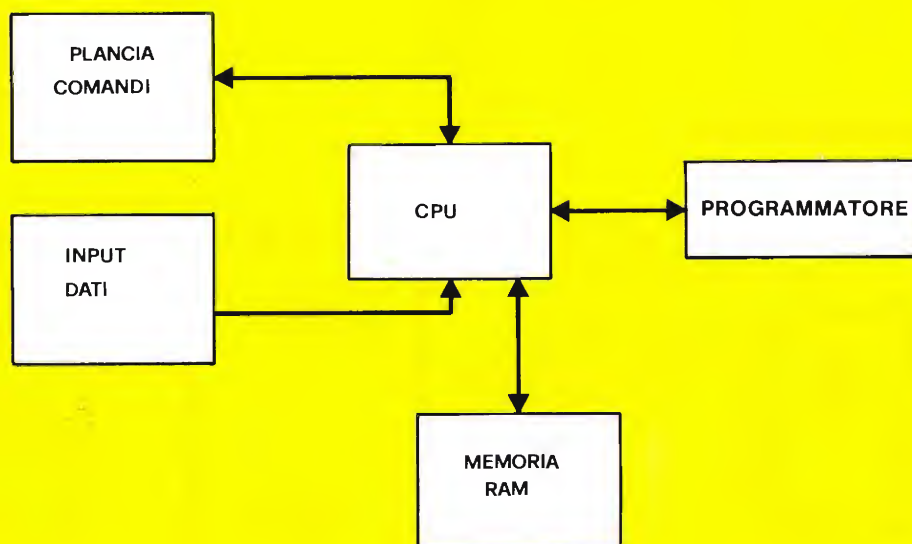 PLANCIA
COMANDI
CPU
PROGRAMMATORE
INPUT
DATI
MEMORIA
RAM